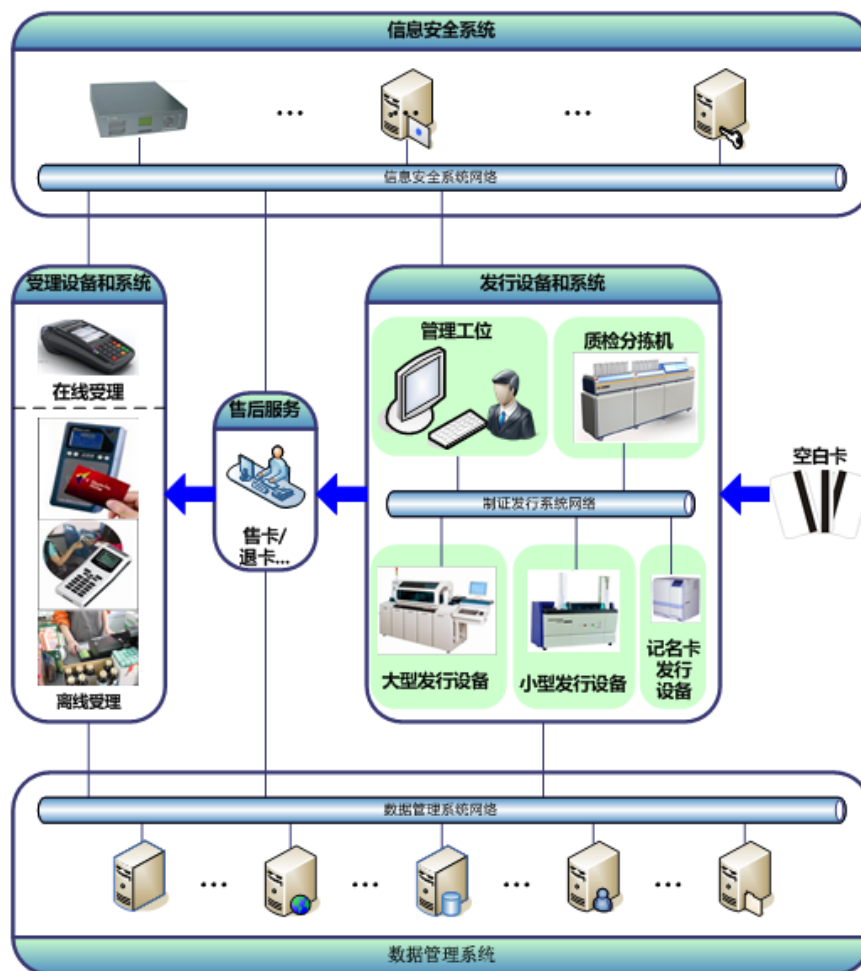 信息安全系统
...
...
信息安全系统网络
受理设备和系统
在线受理
离线受理
售后服务
售卡/
退卡...
发行设备和系统
管理工位
质检分拣机
制证发行系统网络
大型发行设备
小型发行设备
记名卡
发行
设备
空白卡
数据管理系统网络
...
...
...
...
数据管理系统